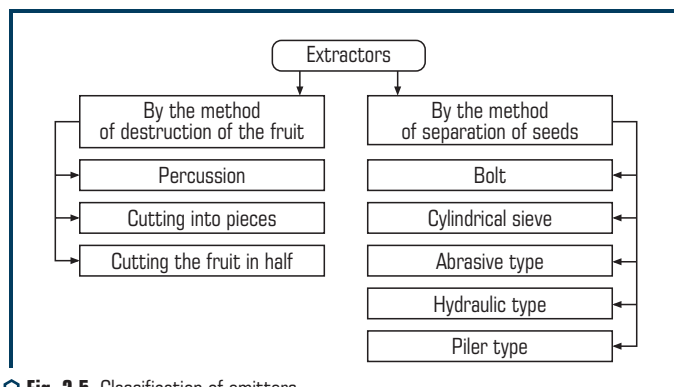 Extractors
By the method
of destruction of the fruit
Percussion
Cutting into pieces
Cutting the fruit in half
By the method
of separation of seeds
Bolt
Cylindrical sieve
Abrasive type
Hydraulic type
Piler type
Fig. 2.5 Classification of emitters